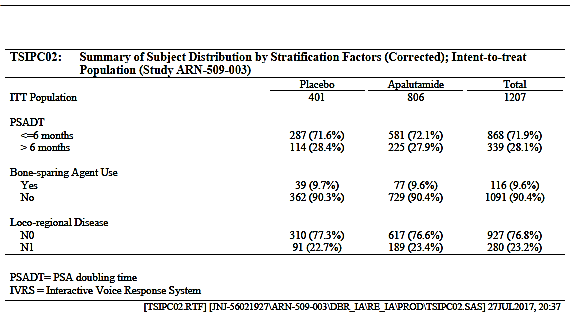 TSIPC02: Summary of Subject Distribution by Stratification Factors (Corrected); Intent-to-treat
Population (Study ARN-509-003)
Placebo Apalutamide Total
ITT Population 401 806 1207
PSADT
<=6 months 287 (71.6%) 581 (72.1%) 868 (71.9%)
> 6 months 114 (28.4%) 225 (27.9%) 339 (28.1%)
Bone-sparing Agent Use
Yes 39 (9.7%) 77 (9.6%) 116 (9.6%)
No 362 (90.3%) 729 (90.4%) 1091 (90.4%)
Loco-regional Disease
N0 310 (77.3%) 617 (76.6%) 927 (76.8%)
N1 91 (22.7%) 189 (23.4%) 280 (23.2%)
PSADT= PSA doubling time
IVRS = Interactive Voice Response System
[TSIPC02.RTF] [JNJ-56021927\ARN-509-003\DBR_IA\RE_IA\PROD\TSIPC02.SAS] 27JUL2017, 20:37